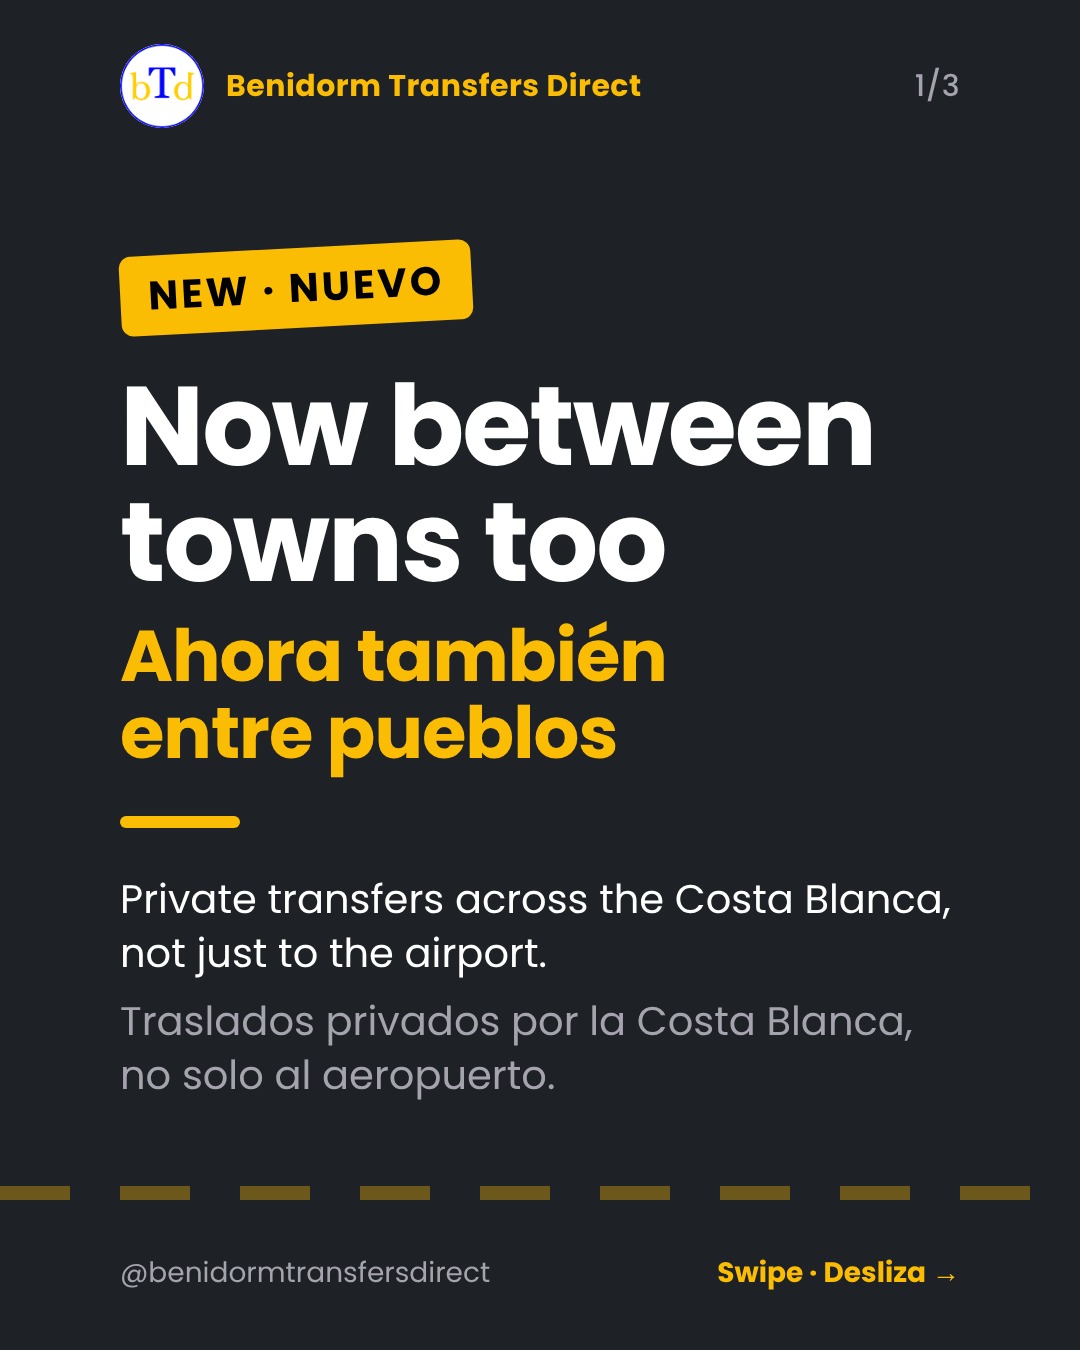 bTd
Benidorm Transfers Direct
1/3
NEW · NUEVO
Now between
towns too
Ahora también
entre pueblos
Private transfers across the Costa Blanca,
not just to the airport.
Traslados privados por la Costa Blanca,
no solo al aeropuerto.
@benidormtransfersdirect
Swipe · Desliza →